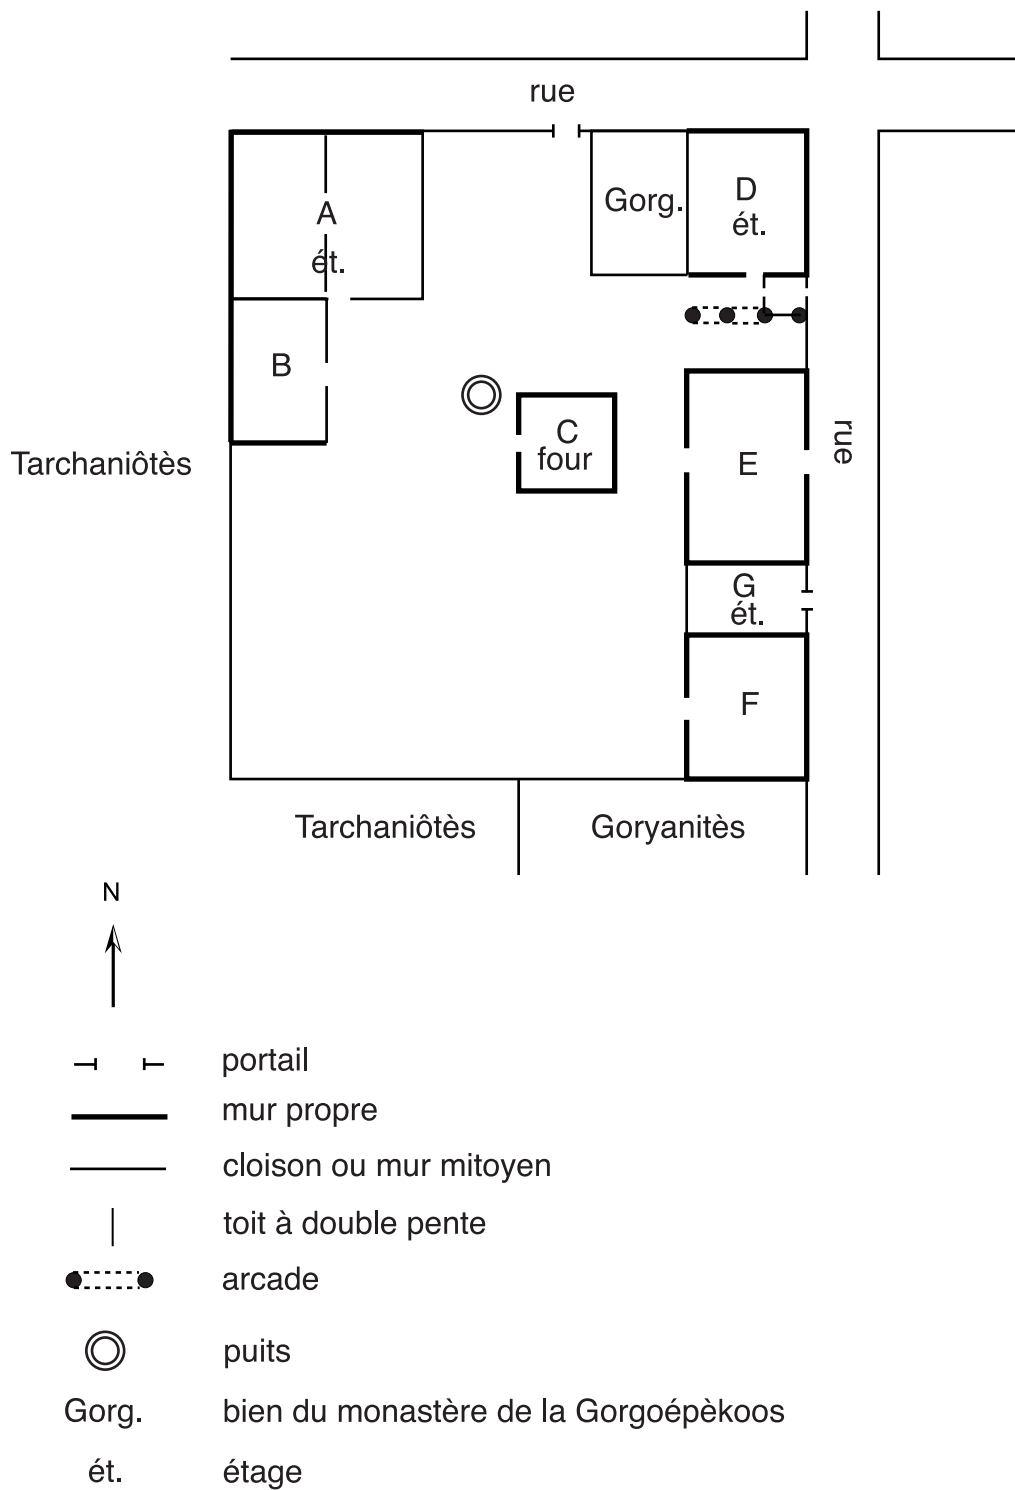 rue
Gorg.
D
ét.
A
ét.
B
C
four
Tarchaniôtès
E
rue
G
ét.
F
Tarchaniôtès
Goryanitès
N
portail
mur propre
cloison ou mur mitoyen
toit à double pente
arcade
puits
Gorg. bien du monastère de la Gorgoépèkoos
ét. étage